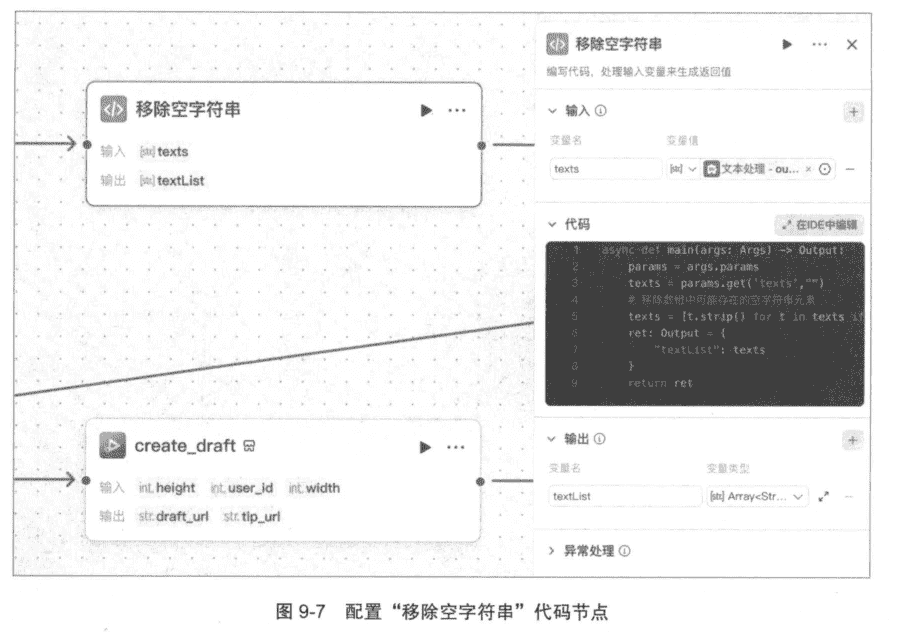 移除空字符串
输入 [str] texts
输出 [str] textList
create_draft
输入 int. height int. user_id int. width
输出 str. draft_url str. tip_url
移除空字符串
编写代码，处理输入变量来生成返回值
输入
变量名 变量值
texts [str] 文本处理 - ou...
代码 在IDE中编辑
1 async def main(args: Args) -> Output:
2 params = args.params
3 texts = params.get('texts',"")
4 # 移除数组中可能存在的空字符串元素
5 texts = [t.strip() for t in texts if
6 ret: Output = {
7 "textList": texts
8 }
9 return ret
输出
变量名 变量类型
textList [str] Array<Str...
异常处理
图 9-7 配置“移除空字符串”代码节点